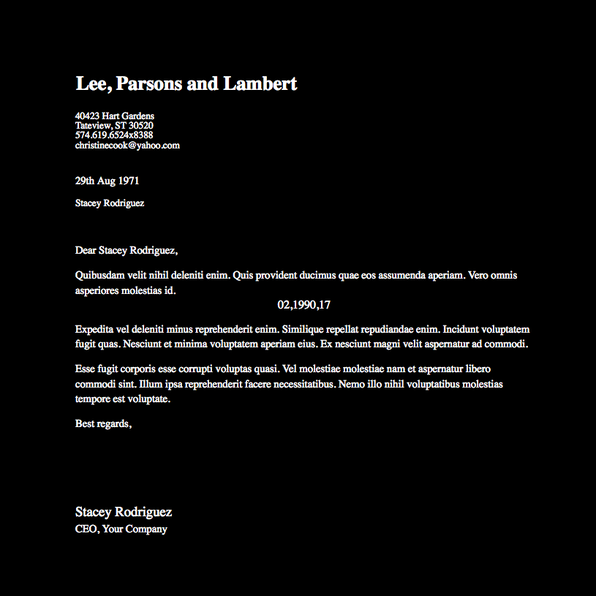 Lee, Parsons and Lambert
40423 Hart Gardens
Tateview, ST 30520
574.619.6524x8388
christinecook@yahoo.com
29th Aug 1971
Stacey Rodriguez
Dear Stacey Rodriguez,
Quibusdam velit nihil deleniti enim. Quis provident ducimus quae eos assumenda aperiam. Vero omnis
asperiores molestias id.
02,1990,17
Expedita vel deleniti minus reprehenderit enim. Similique repellat repudiandae enim. Incidunt voluptatem
fugit quas. Nesciunt et minima voluptatem aperiam eius. Ex nesciunt magni velit aspernatur ad commodi.
Esse fugit corporis esse corrupti voluptas quasi. Vel molestiae molestiae nam et aspernatur libero
commodi sint. Illum ipsa reprehenderit facere necessitatibus. Nemo illo nihil voluptatibus molestias
tempore est voluptate.
Best regards,
Stacey Rodriguez
CEO, Your Company